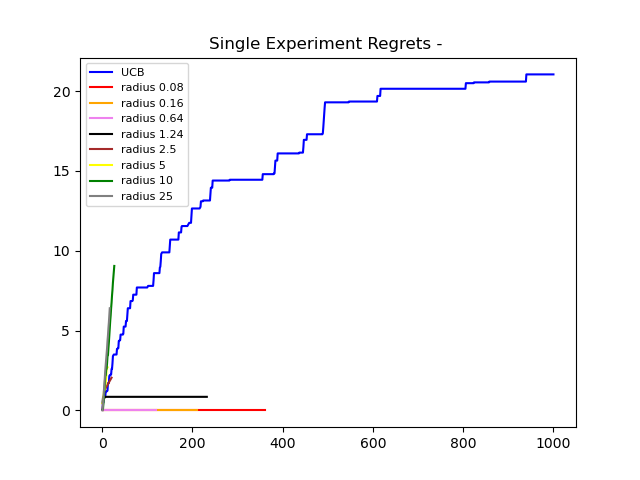 Single Experiment Regrets -
UCB
radius 0.08
radius 0.16
radius 0.64
radius 1.24
radius 2.5
radius 5
radius 10
radius 25
20
15
10
5
0
0 200 400 600 800 1000